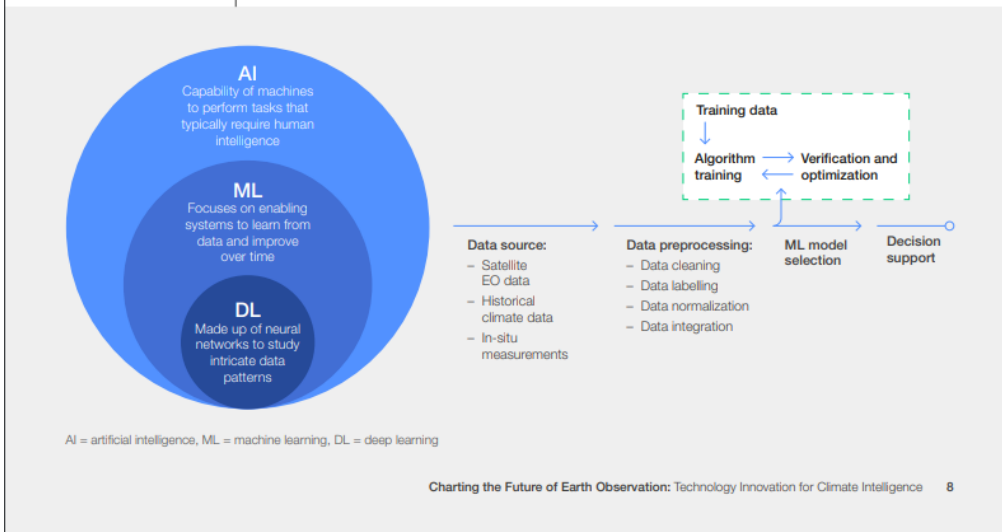 AI
Capability of machines
to perform tasks that
typically require human
intelligence
ML
Focuses on enabling
systems to learn from
data and improve
over time
DL
Made up of neural
networks to study
intricate data
patterns
Data source:
– Satellite
EO data
– Historical
climate data
– In-situ
measurements
Data preprocessing:
– Data cleaning
– Data labelling
– Data normalization
– Data integration
Training data
Algorithm
training
Verification and
optimization
ML model
selection
Decision
support
AI = artificial intelligence, ML = machine learning, DL = deep learning
Charting the Future of Earth Observation: Technology Innovation for Climate Intelligence 8